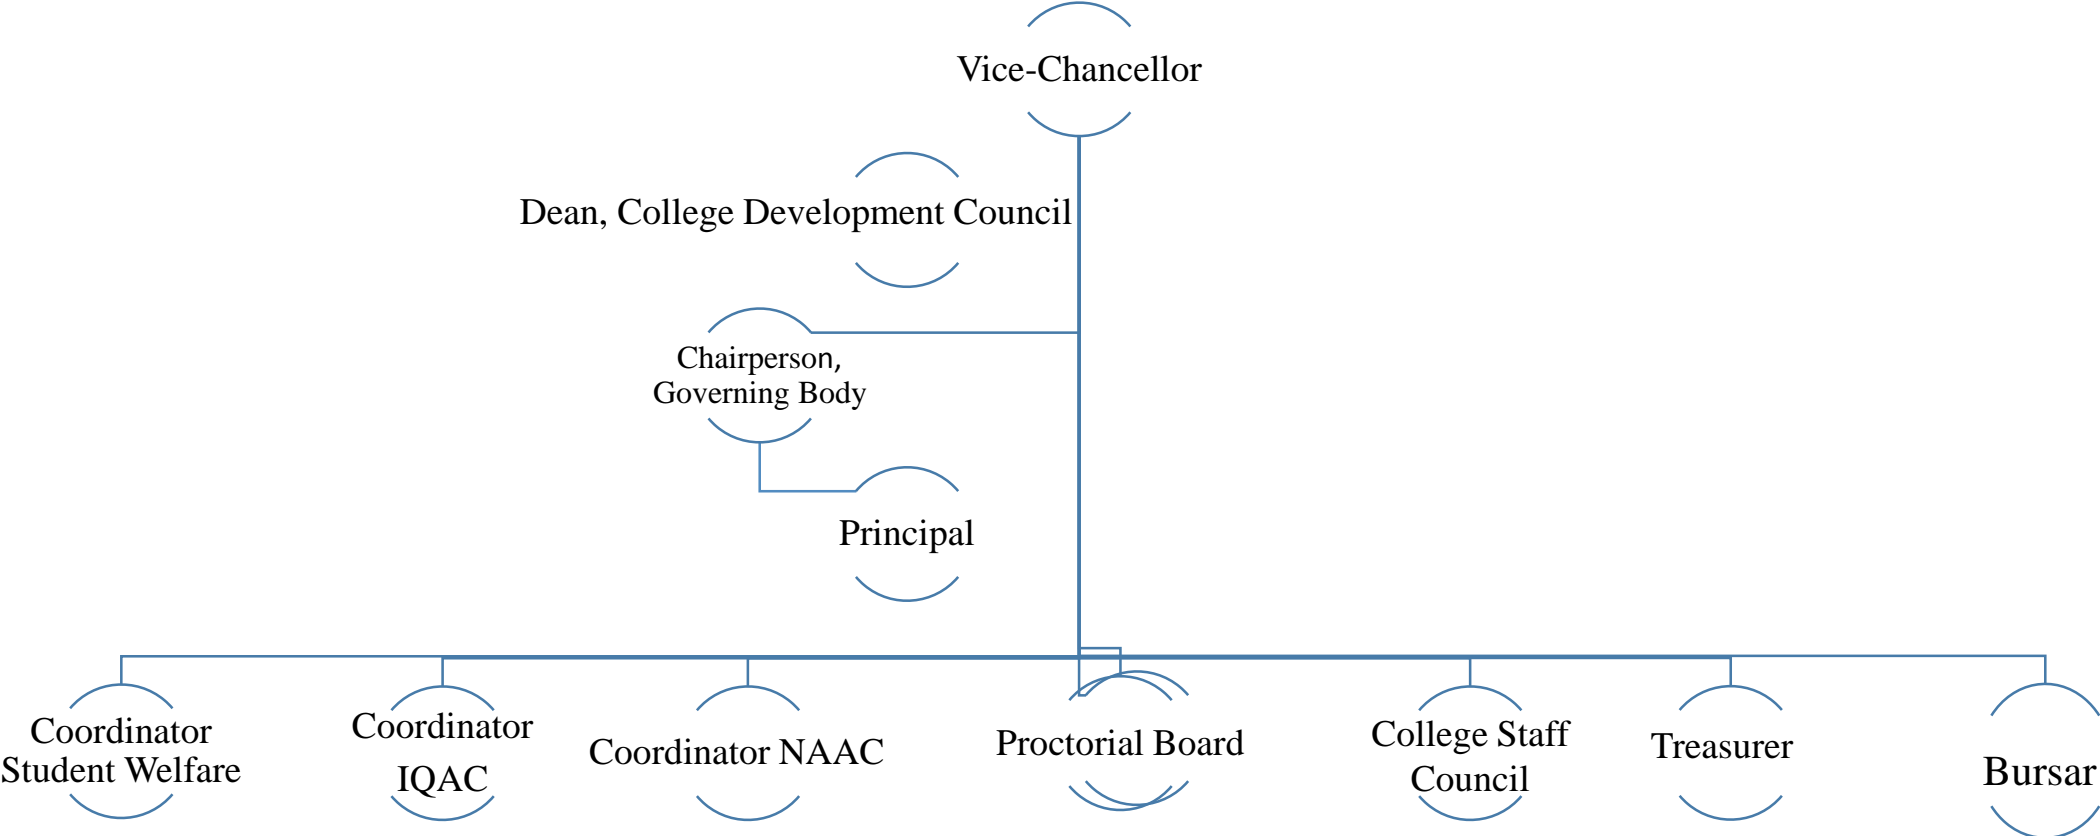 Vice-Chancellor
Dean, College Development Council
Chairperson,
Governing Body
Principal
Coordinator
Student Welfare
Coordinator
IQAC
Coordinator NAAC
Proctorial Board
College Staff
Council
Treasurer
Bursar